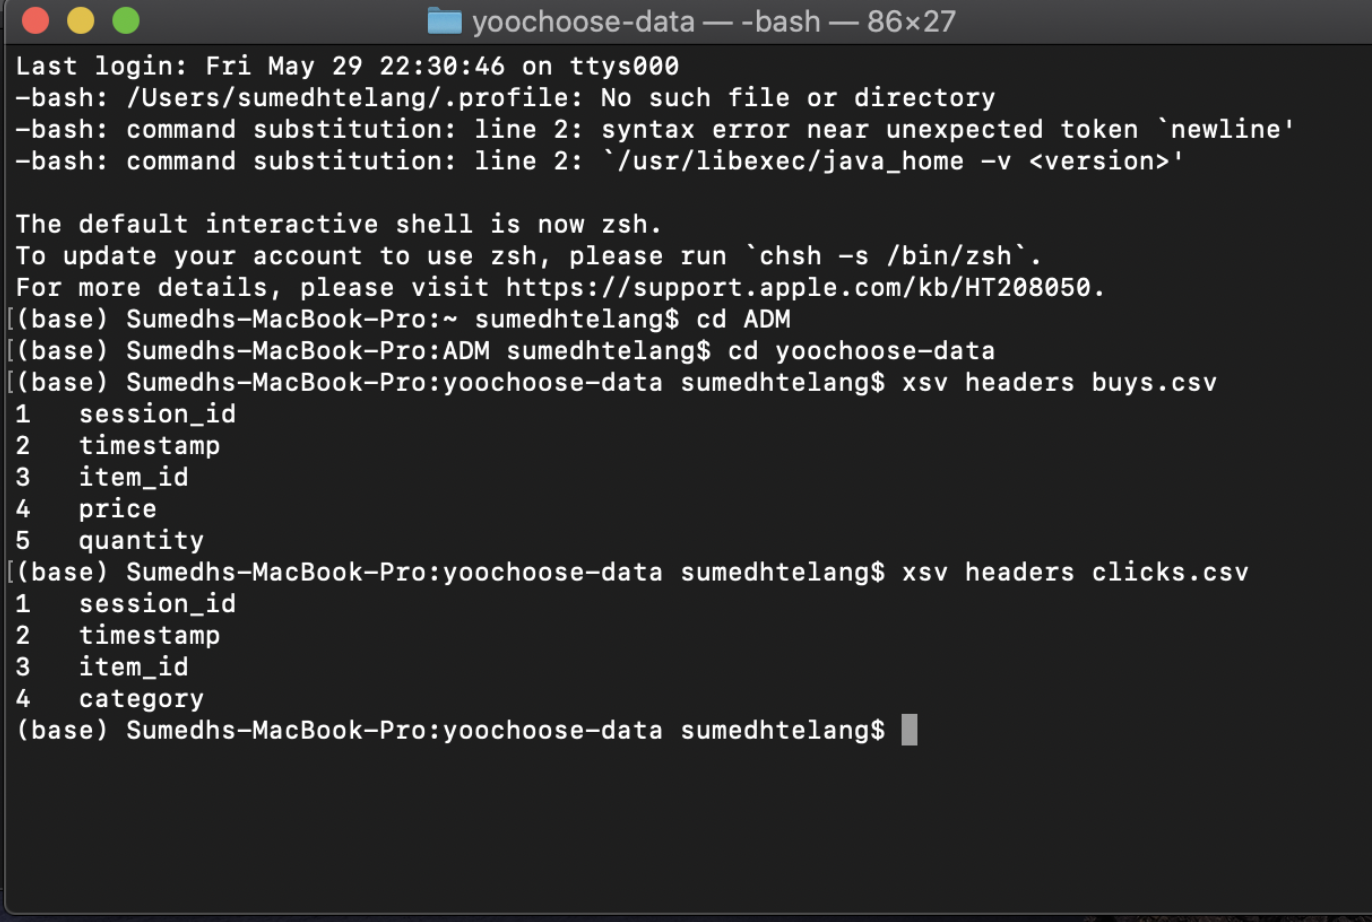 yoochoose-data — -bash — 86×27
Last login: Fri May 29 22:30:46 on ttys000
-bash: /Users/sumedhtelang/.profile: No such file or directory
-bash: command substitution: line 2: syntax error near unexpected token `newline'
-bash: command substitution: line 2: `/usr/libexec/java_home -v <version>'
The default interactive shell is now zsh.
To update your account to use zsh, please run `chsh -s /bin/zsh`.
For more details, please visit https://support.apple.com/kb/HT208050.
[(base) Sumedhs-MacBook-Pro:~ sumedhtelang$ cd ADM
[(base) Sumedhs-MacBook-Pro:ADM sumedhtelang$ cd yoochoose-data
[(base) Sumedhs-MacBook-Pro:yoochoose-data sumedhtelang$ xsv headers buys.csv
1   session_id
2   timestamp
3   item_id
4   price
5   quantity
[(base) Sumedhs-MacBook-Pro:yoochoose-data sumedhtelang$ xsv headers clicks.csv
1   session_id
2   timestamp
3   item_id
4   category
(base) Sumedhs-MacBook-Pro:yoochoose-data sumedhtelang$